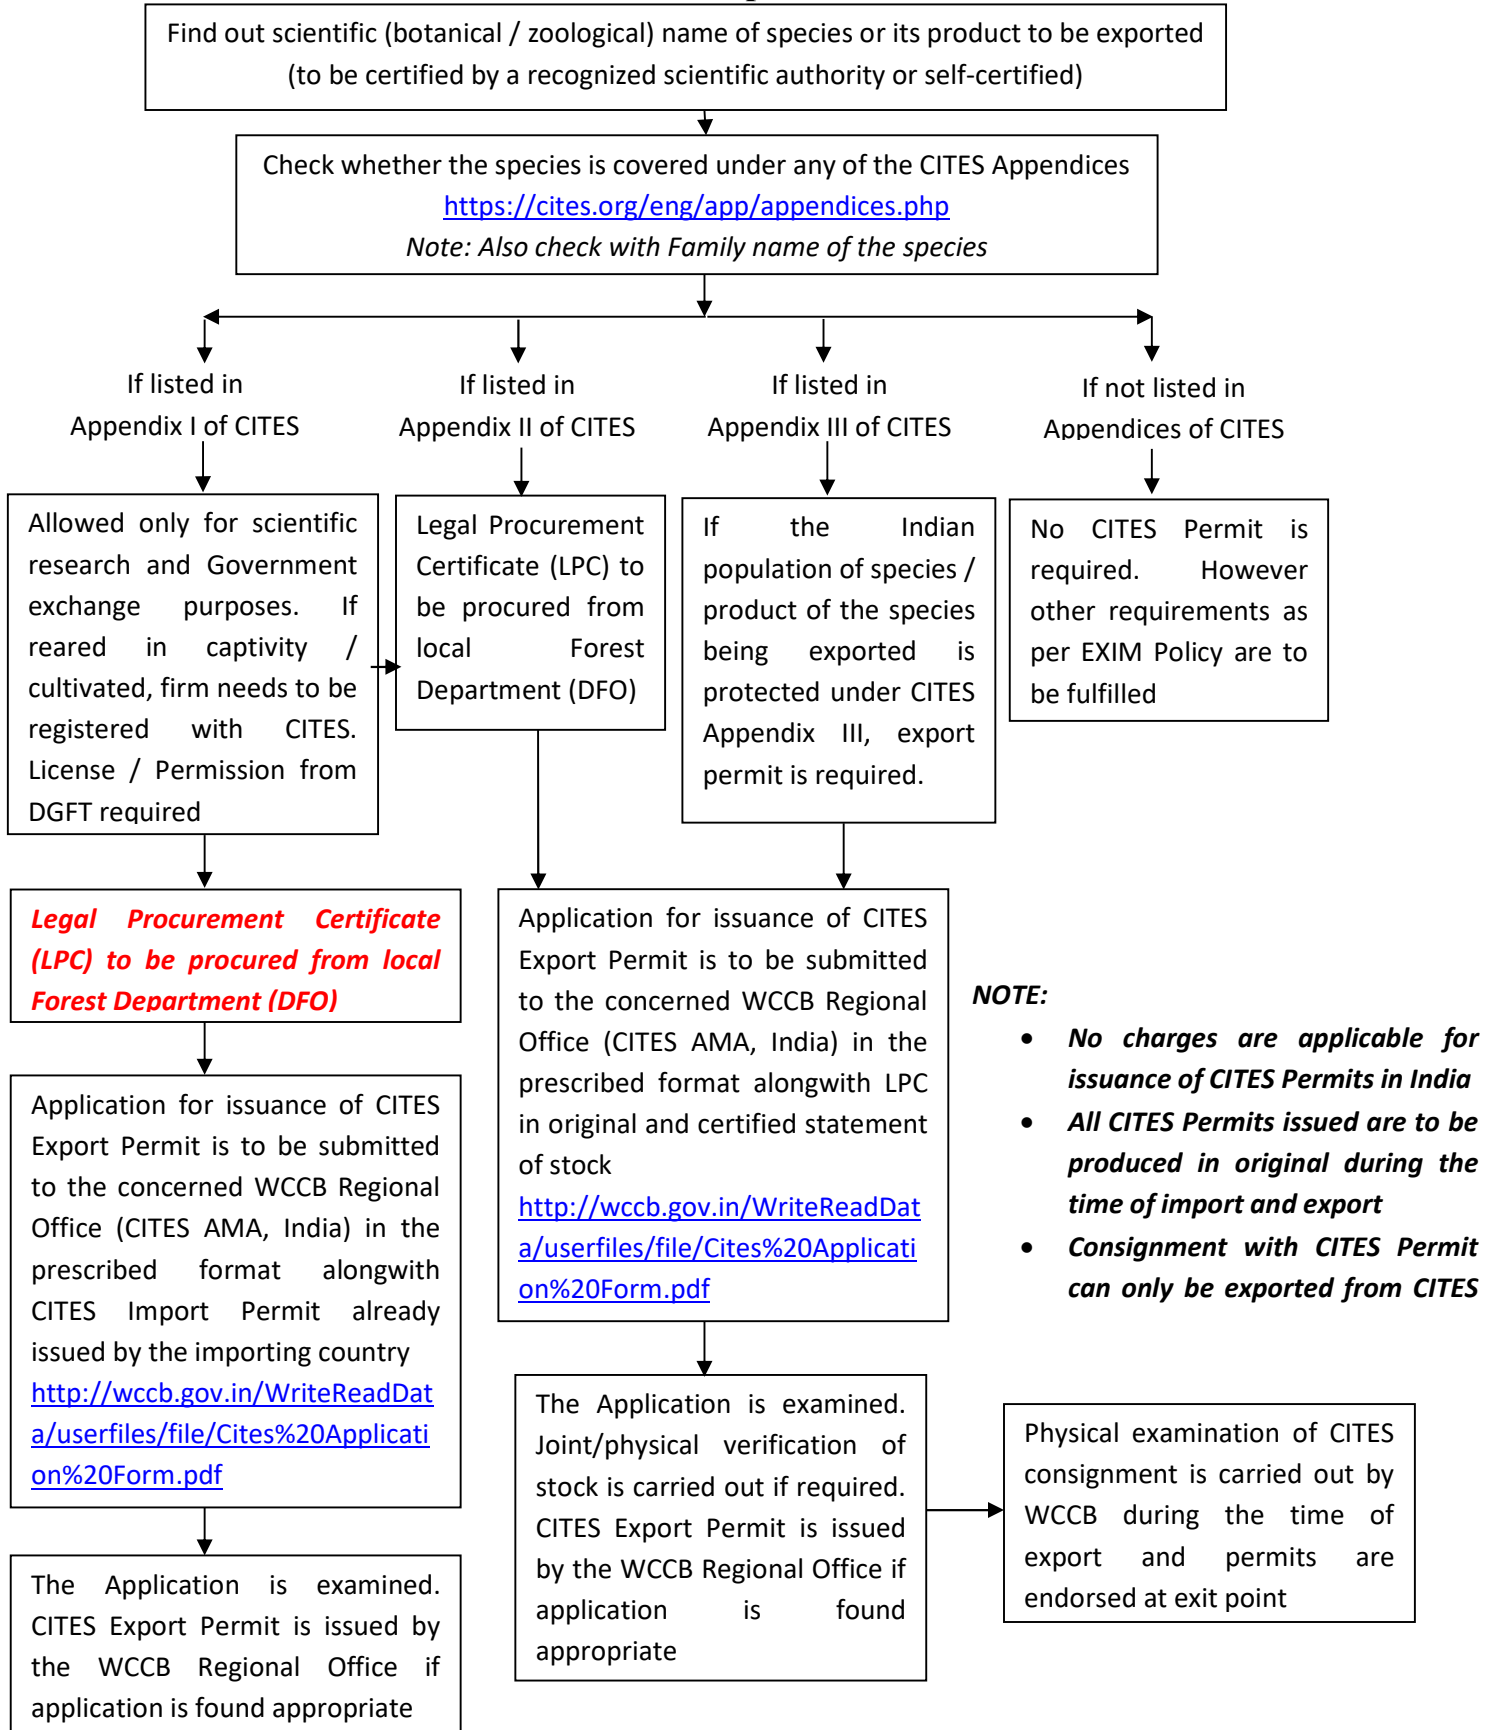 Find out scientific (botanical / zoological) name of species or its product to be exported
(to be certified by a recognized scientific authority or self-certified)
Check whether the species is covered under any of the CITES Appendices
https://cites.org/eng/app/appendices.php
Note: Also check with Family name of the species
If listed in
Appendix I of CITES
If listed in
Appendix II of CITES
If listed in
Appendix III of CITES
If not listed in
Appendices of CITES
Allowed only for scientific
research and Government
exchange purposes. If
reared in captivity /
cultivated, firm needs to be
registered with CITES.
License / Permission from
DGFT required
Legal Procurement
Certificate (LPC) to
be procured from
local Forest
Department (DFO)
If the Indian
population of species /
product of the species
being exported is
protected under CITES
Appendix III, export
permit is required.
No CITES Permit is
required. However
other requirements as
per EXIM Policy are to
be fulfilled
Legal Procurement Certificate
(LPC) to be procured from local
Forest Department (DFO)
Application for issuance of CITES
Export Permit is to be submitted
to the concerned WCCB Regional
Office (CITES AMA, India) in the
prescribed format alongwith
CITES Import Permit already
issued by the importing country
http://wccb.gov.in/WriteReadDat
a/userfiles/file/Cites%20Applicati
on%20Form.pdf
The Application is examined.
CITES Export Permit is issued by
the WCCB Regional Office if
application is found appropriate
Application for issuance of CITES
Export Permit is to be submitted
to the concerned WCCB Regional
Office (CITES AMA, India) in the
prescribed format alongwith LPC
in original and certified statement
of stock
http://wccb.gov.in/WriteReadDat
a/userfiles/file/Cites%20Applicati
on%20Form.pdf
The Application is examined.
Joint/physical verification of
stock is carried out if required.
CITES Export Permit is issued
by the WCCB Regional Office if
application is found
appropriate
NOTE:
• No charges are applicable for
issuance of CITES Permits in India
• All CITES Permits issued are to be
produced in original during the
time of import and export
• Consignment with CITES Permit
can only be exported from CITES
Physical examination of CITES
consignment is carried out by
WCCB during the time of
export and permits are
endorsed at exit point